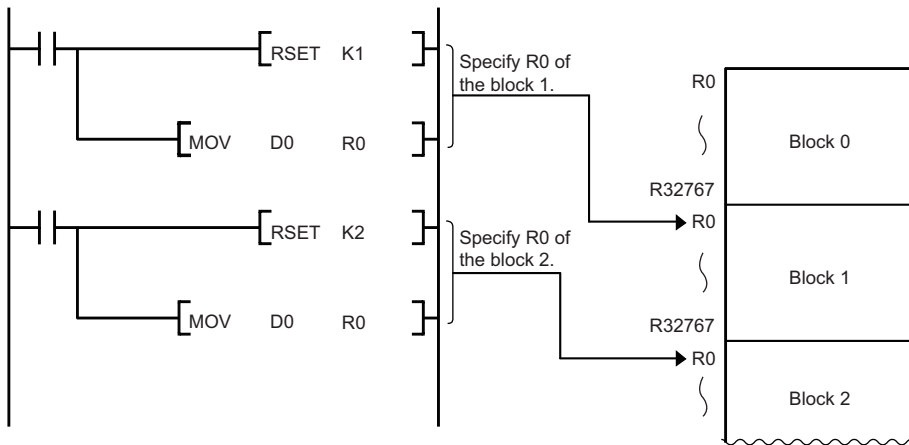 RSET K1
MOV D0 R0
Specify R0 of
the block 1.
RSET K2
MOV D0 R0
Specify R0 of
the block 2.
R0
Block 0
R32767
R0
Block 1
R32767
R0
Block 2